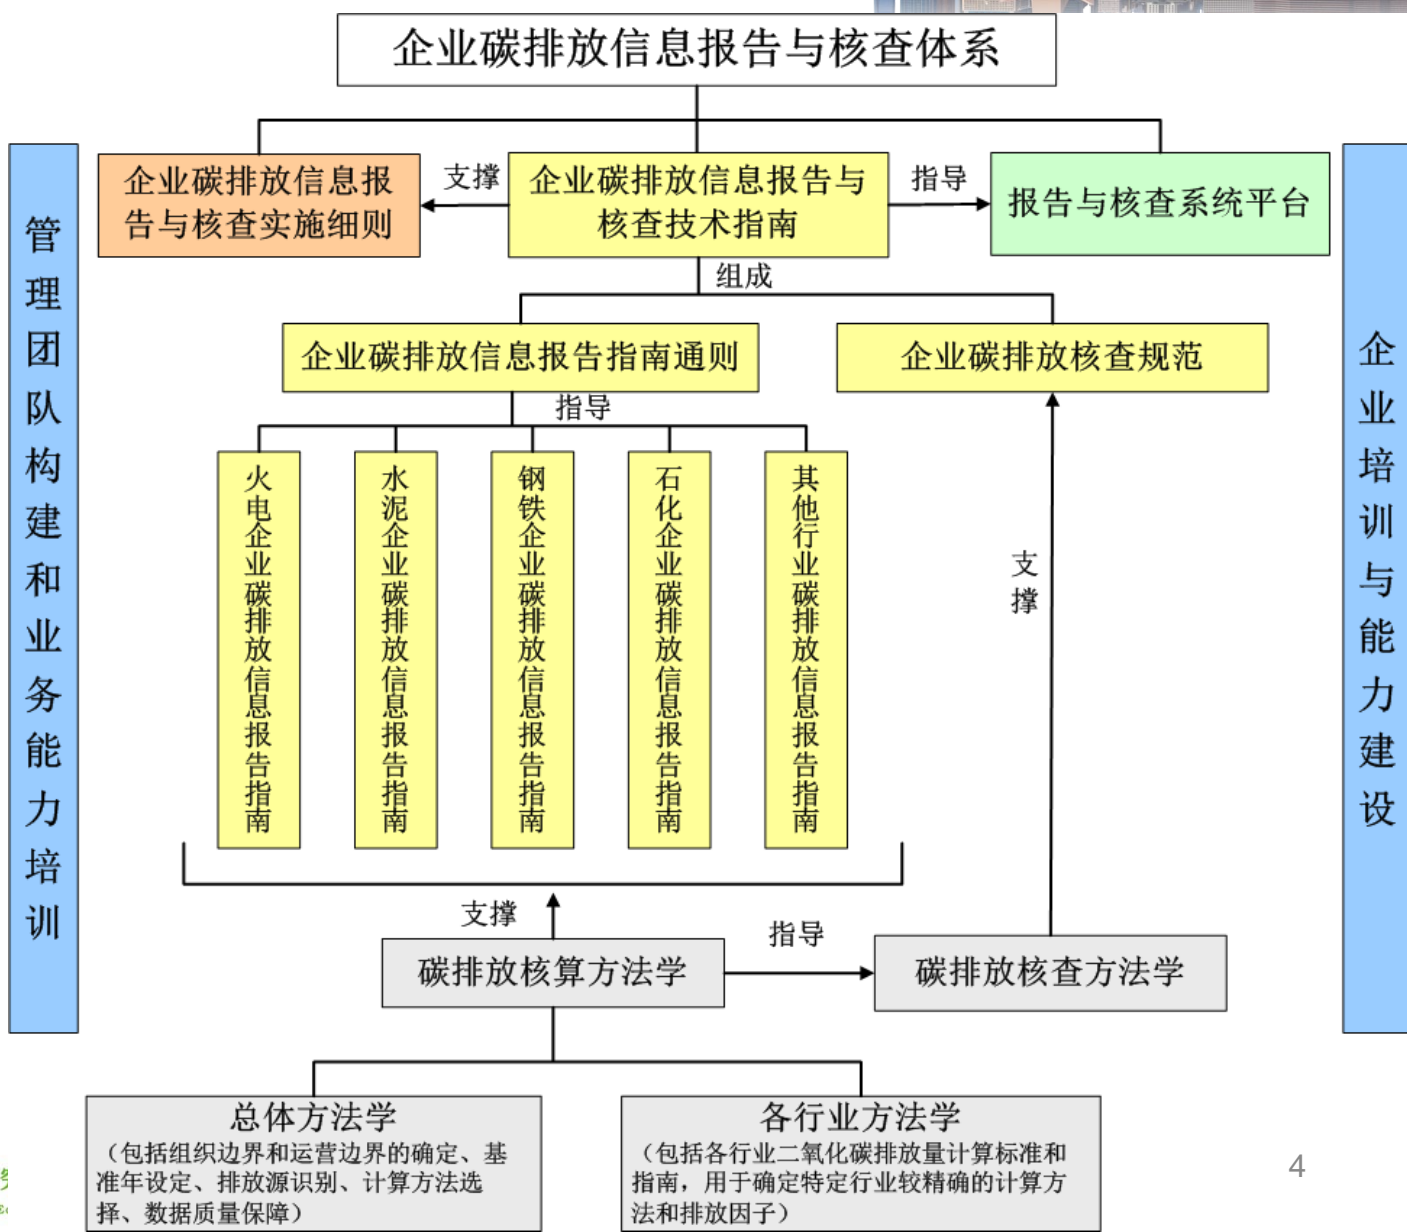 企业碳排放信息报告与核查体系
企业碳排放信息报
告与核查实施细则
支撑
企业碳排放信息报告与
核查技术指南
指导
报告与核查系统平台
组成
企业碳排放信息报告指南通则
企业碳排放核查规范
指导
火电企业碳排放信息报告指南
水泥企业碳排放信息报告指南
钢铁企业碳排放信息报告指南
石化企业碳排放信息报告指南
其他行业碳排放信息报告指南
支撑
支撑
指导
碳排放核算方法学
碳排放核查方法学
总体方法学
（包括组织边界和运营边界的确定、基
准年设定、排放源识别、计算方法选
择、数据质量保障）
各行业方法学
（包括各行业二氧化碳排放量计算标准和
指南，用于确定特定行业较精确的计算方
法和排放因子）
管理团队构建和业务能力培训
企业培训与能力建设
4